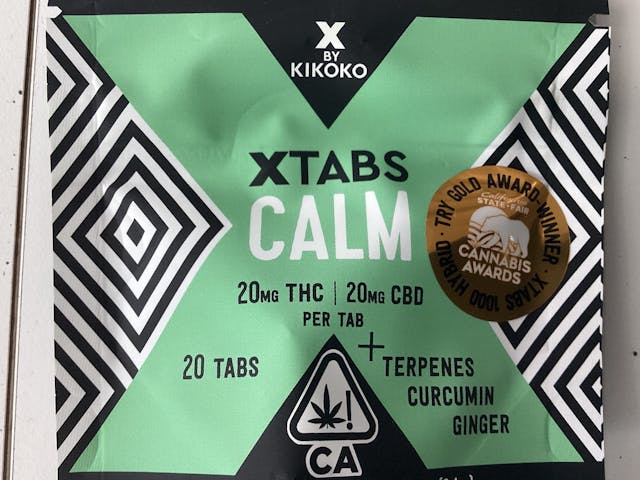 X
BY
KIKOKO
XTABS
CALM
20MG THC | 20MG CBD
PER TAB
20 TABS
+ TERPENES
CURCUMIN
GINGER
TRY GOLD AWARD-WINNER · XTABS 1000 HYBRID ·
California
STATE FAIR
CANNABIS
AWARDS
!
CA